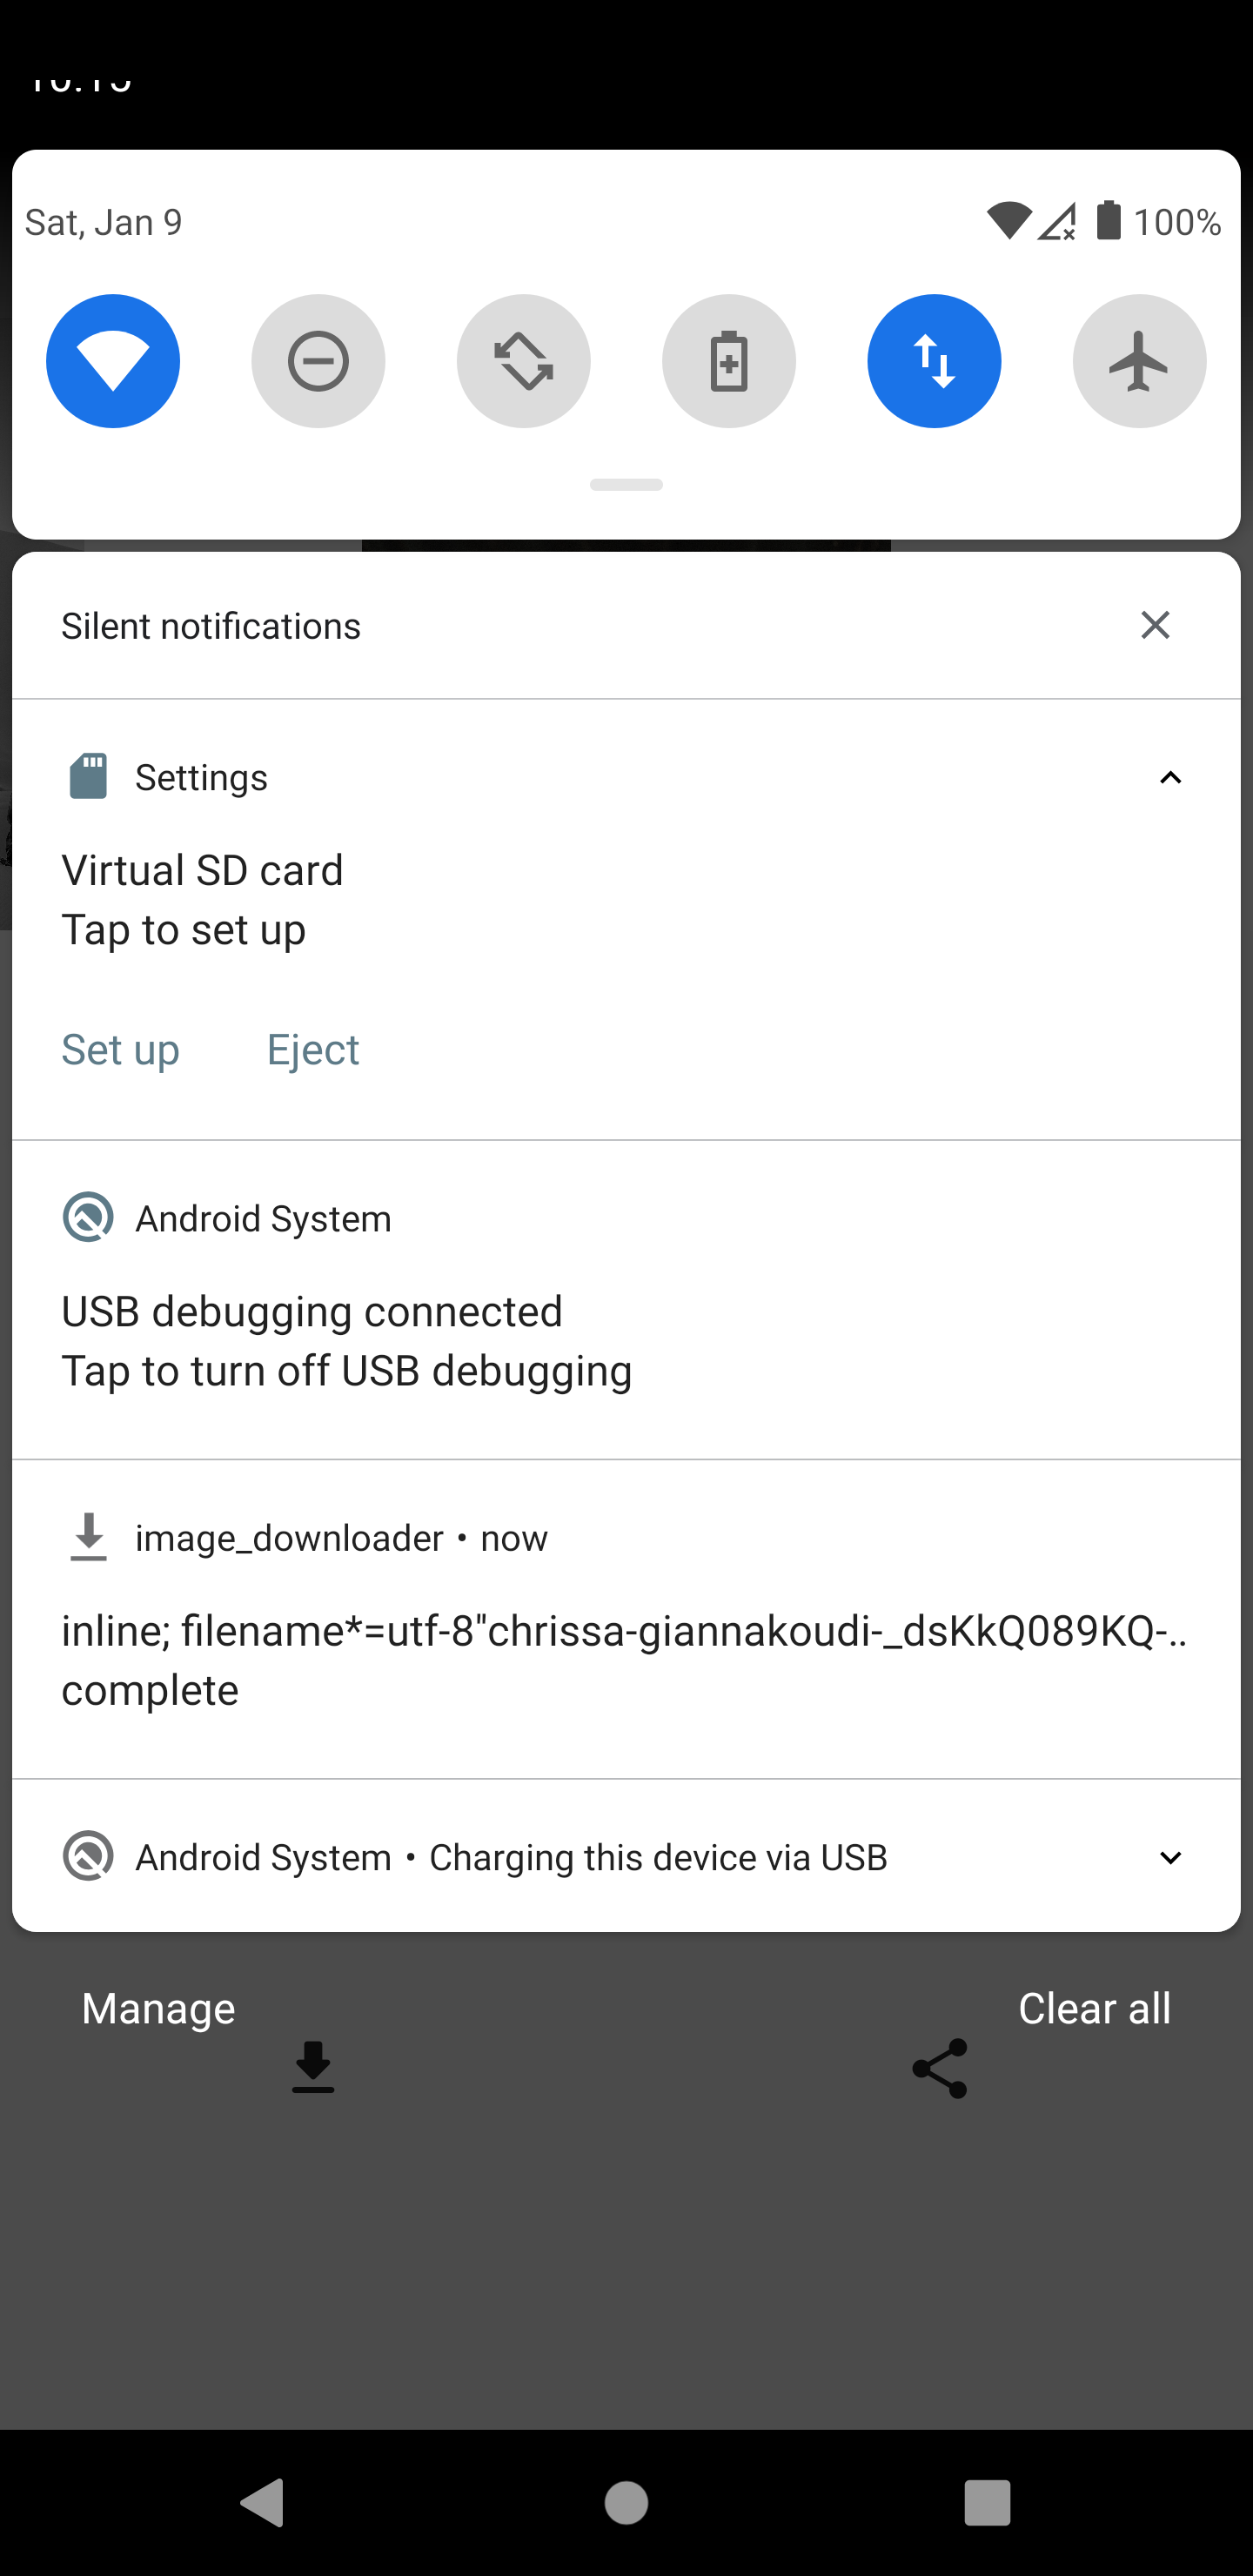 Sat, Jan 9
100%
Silent notifications
Settings
Virtual SD card
Tap to set up
Set up Eject
Android System
USB debugging connected
Tap to turn off USB debugging
image_downloader • now
inline; filename*=utf-8"chrissa-giannakoudi-_dsKkQ089KQ-..
complete
Android System • Charging this device via USB
Manage Clear all